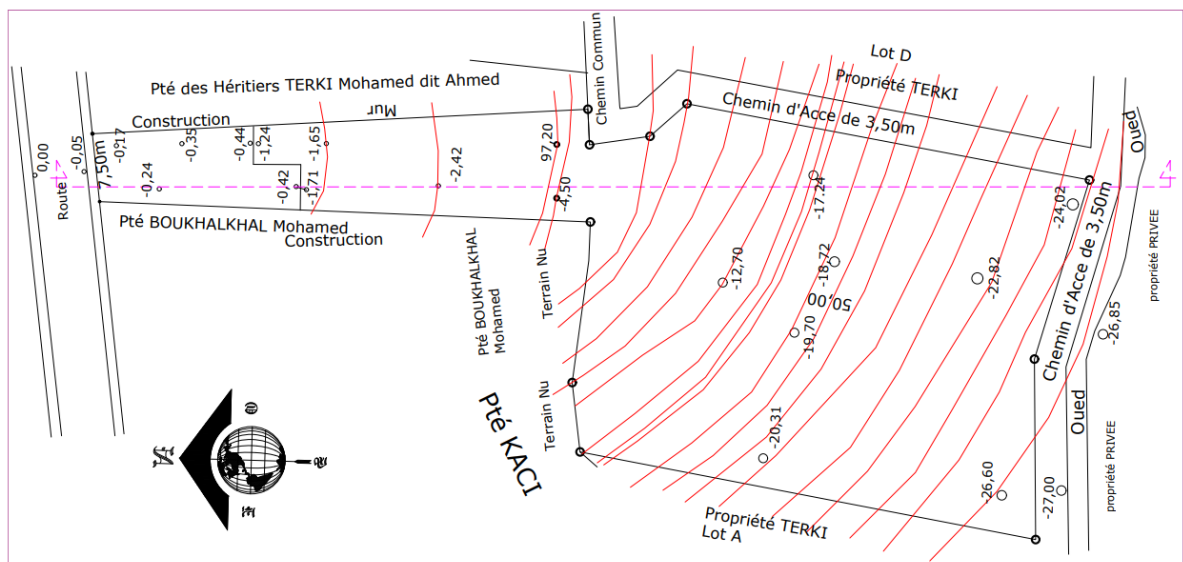 Lot D
Propriété TERKI
Chemin d'Acce de 3,50m
Chemin Commun
Pté des Héritiers TERKI Mohamed dit Ahmed
Mur
Construction
0,00
-0,05
Route
7,50m
-0,17
-0,24
-0,35
-0,44
-1,24
-0,42
-1,71
-1,65
-2,42
97,20
-4,50
Pté BOUKHALKHAL Mohamed
Construction
Pté BOUKHALKHAL
Mohamed
Terrain Nu
Terrain Nu
Pté KACI
-12,70
-17.24
-18,72
50,00
-19,70
-20,31
-22,82
-24,02
-26,60
-27,00
-26,85
Chemin d'Acce de 3,50m
Oued
Oued
propriété PRIVEE
propriété PRIVEE
Propriété TERKI
Lot A